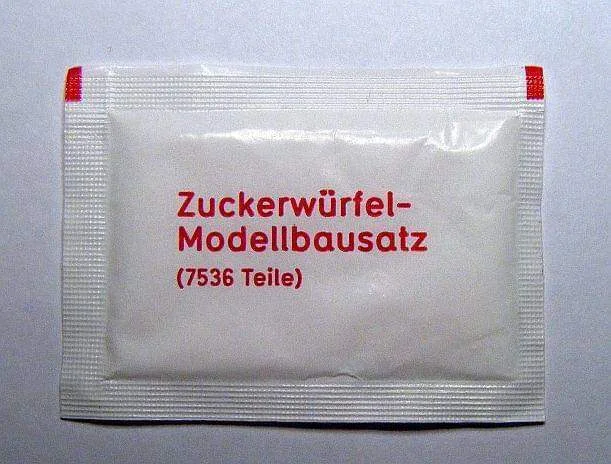 Zuckerwürfel-
Modellbausatz
(7536 Teile)